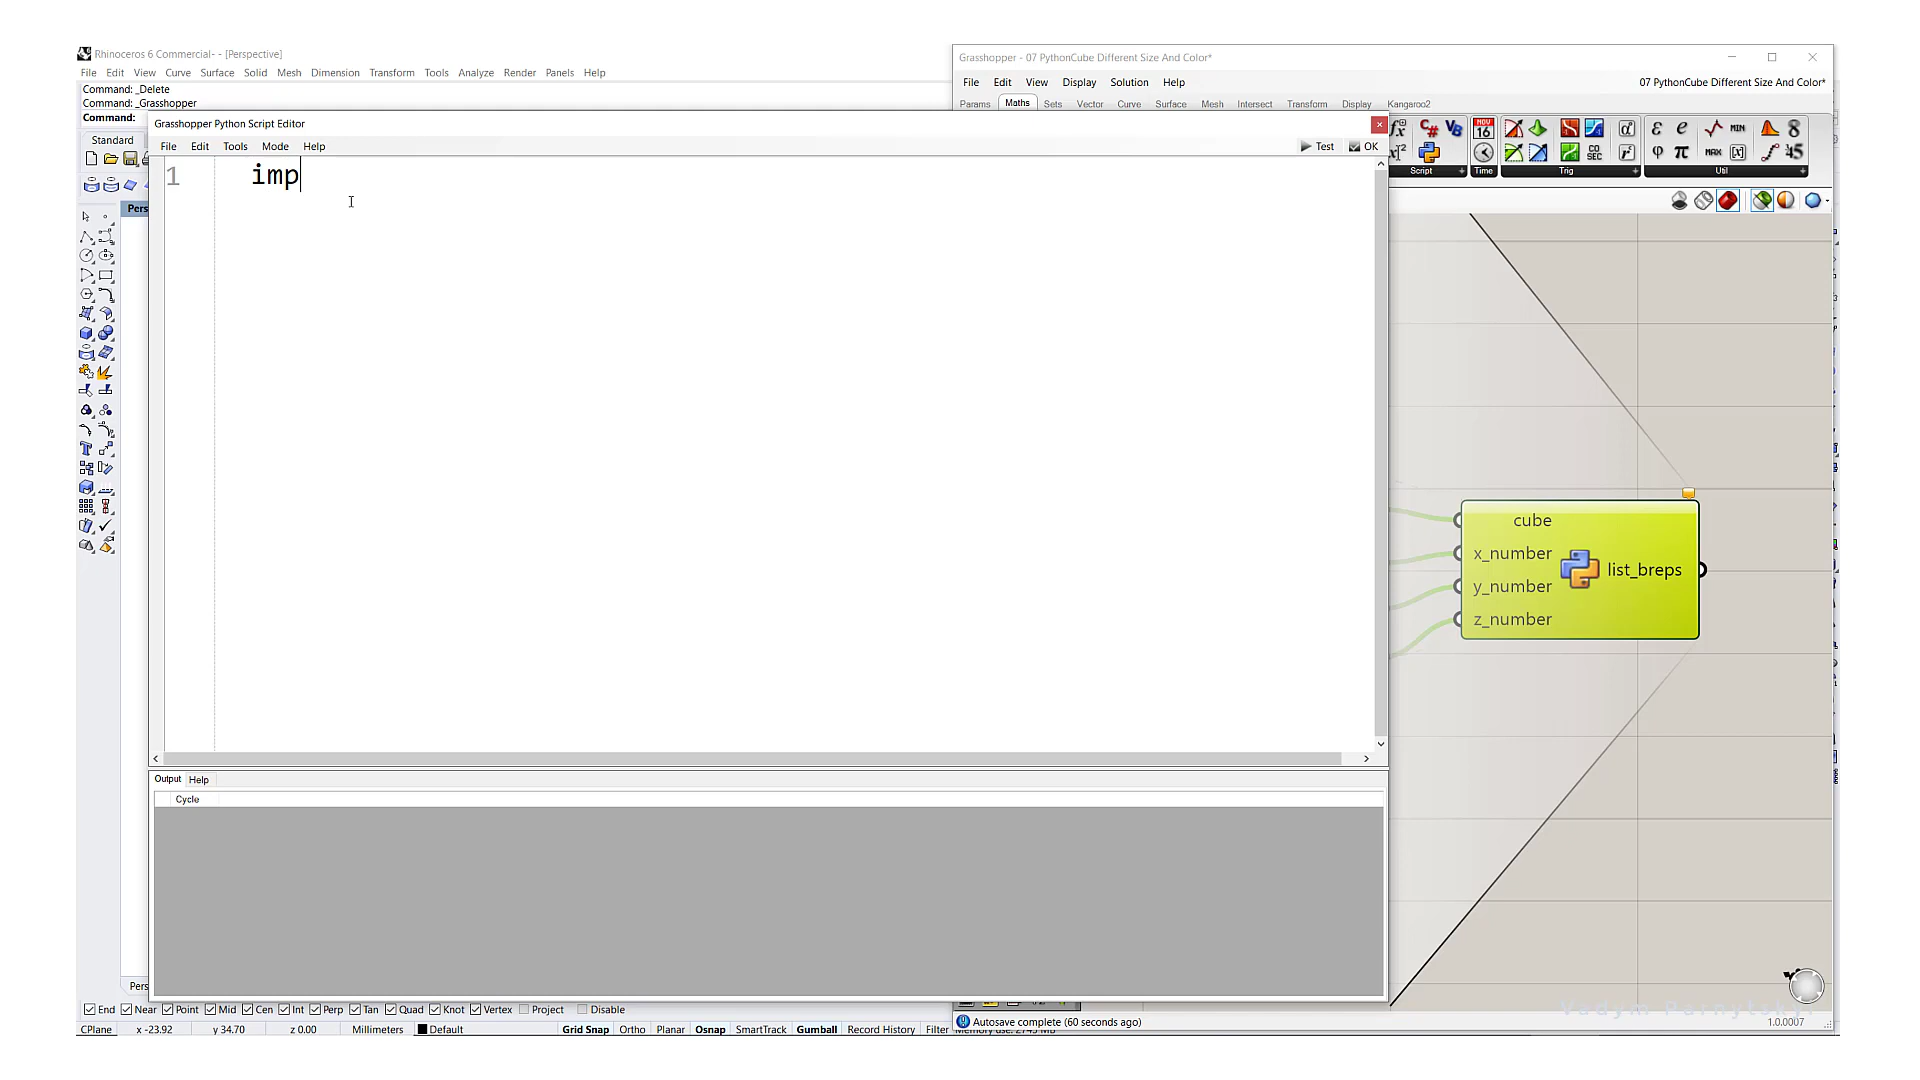 Rhinoceros 6 Commercial- - [Perspective]
File Edit View Curve Surface Solid Mesh Dimension Transform Tools Analyze Render Panels Help
Command: _Delete
Command: _Grasshopper
Command:
Standard
Pers
Grasshopper - 07 PythonCube Different Size And Color*
File Edit View Display Solution Help
07 PythonCube Different Size And Color*
Params Maths Sets Vector Curve Surface Mesh Intersect Transform Display Kangaroo2
Script Time Trig Util
Grasshopper Python Script Editor
File Edit Tools Mode Help
Test OK
1 imp
Output Help
Cycle
cube
x_number
y_number
z_number
list_breps
Pers
End Near Point Mid Cen Int Perp Tan Quad Knot Vertex Project Disable
CPlane x -23.92 y 34.70 z 0.00 Millimeters Default Grid Snap Ortho Planar Osnap SmartTrack Gumball Record History Filter
Autosave complete (60 seconds ago)
1.0.0007